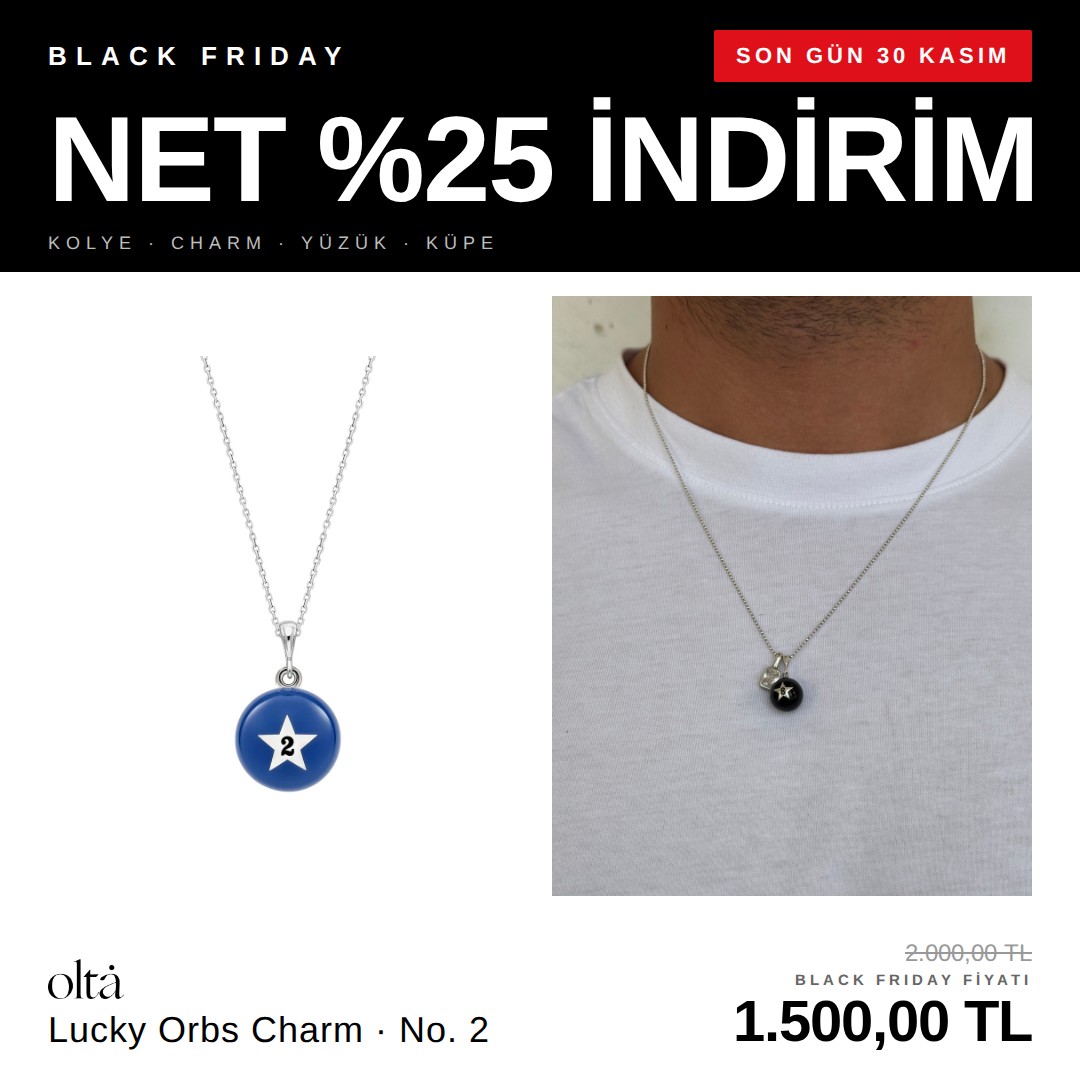 BLACK FRIDAY
SON GÜN 30 KASIM
NET %25 İNDİRİM
KOLYE · CHARM · YÜZÜK · KÜPE
2
olta
Lucky Orbs Charm · No. 2
2.000,00 TL
BLACK FRIDAY FİYATI
1.500,00 TL